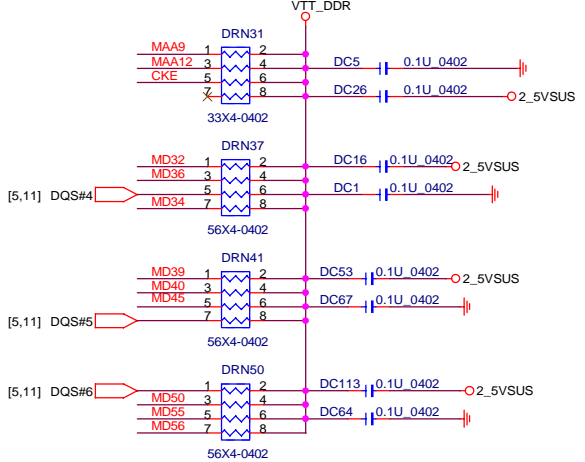 VTT_DDR
DRN31
MAA9 1 2
MAA12 3 4 DC5 0.1U_0402
CKE 5 6
7 8 DC26 0.1U_0402 2_5VSUS
33X4-0402
DRN37
MD32 1 2 DC16 0.1U_0402 2_5VSUS
MD36 3 4
[5,11] DQS#4 5 6 DC1 0.1U_0402
MD34 7 8
56X4-0402
DRN41
MD39 1 2 DC53 0.1U_0402 2_5VSUS
MD40 3 4
MD45 5 6 DC67 0.1U_0402
[5,11] DQS#5 7 8
56X4-0402
DRN50
[5,11] DQS#6 1 2 DC113 0.1U_0402 2_5VSUS
MD50 3 4
MD55 5 6 DC64 0.1U_0402
MD56 7 8
56X4-0402